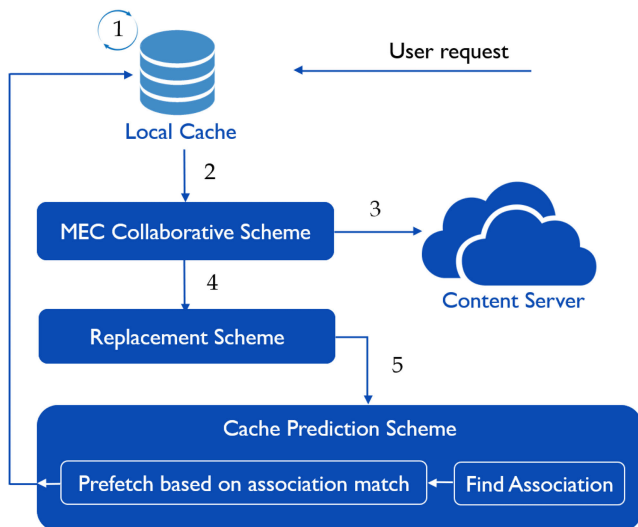 1
User request
Local Cache
2
MEC Collaborative Scheme
3
Content Server
4
Replacement Scheme
5
Cache Prediction Scheme
Prefetch based on association match
Find Association